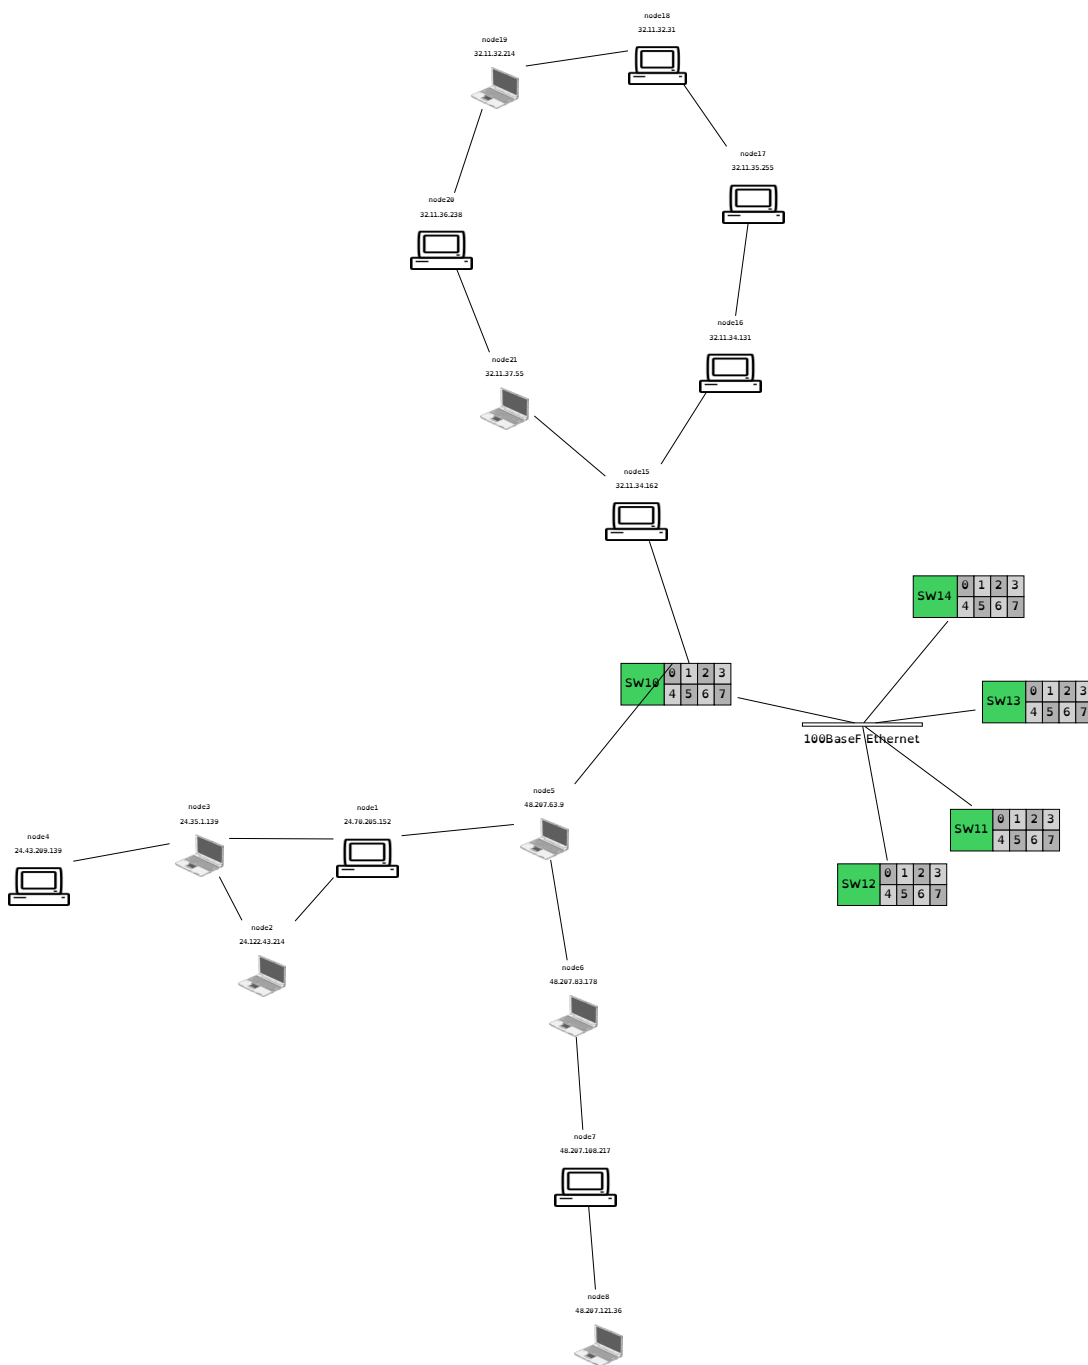 node18
32.11.32.31
node19
32.11.32.214
node17
32.11.35.255
node20
32.11.36.238
node16
32.11.34.131
node21
32.11.37.55
node15
32.11.34.162
SW14
0 1 2 3
4 5 6 7
SW10
0 1 2 3
4 5 6 7
SW13
0 1 2 3
4 5 6 7
100BaseF Ethernet
node5
48.207.63.9
node3
24.35.1.139
node1
24.70.205.152
SW11
0 1 2 3
4 5 6 7
node4
24.43.209.139
SW12
0 1 2 3
4 5 6 7
node2
24.122.43.214
node6
48.207.83.178
node7
48.207.108.217
node8
48.207.121.36